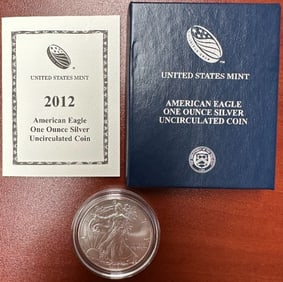 UNITED STATES MINT
2012
American Eagle
One Ounce Silver
Uncirculated Coin
UNITED STATES MINT
AMERICAN EAGLE
ONE OUNCE SILVER
UNCIRCULATED COIN